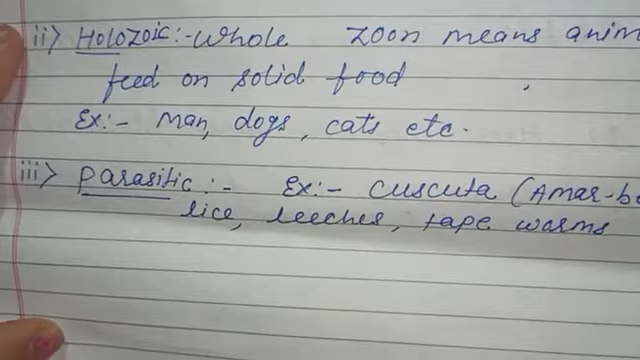 ii> Holozoic:- Whole zoon means anim
feed on solid food
Ex:- Man, dogs, cats etc.
iii> Parasitic:- Ex:- Cuscuta (Amar-be
lice, leeches, tape worms